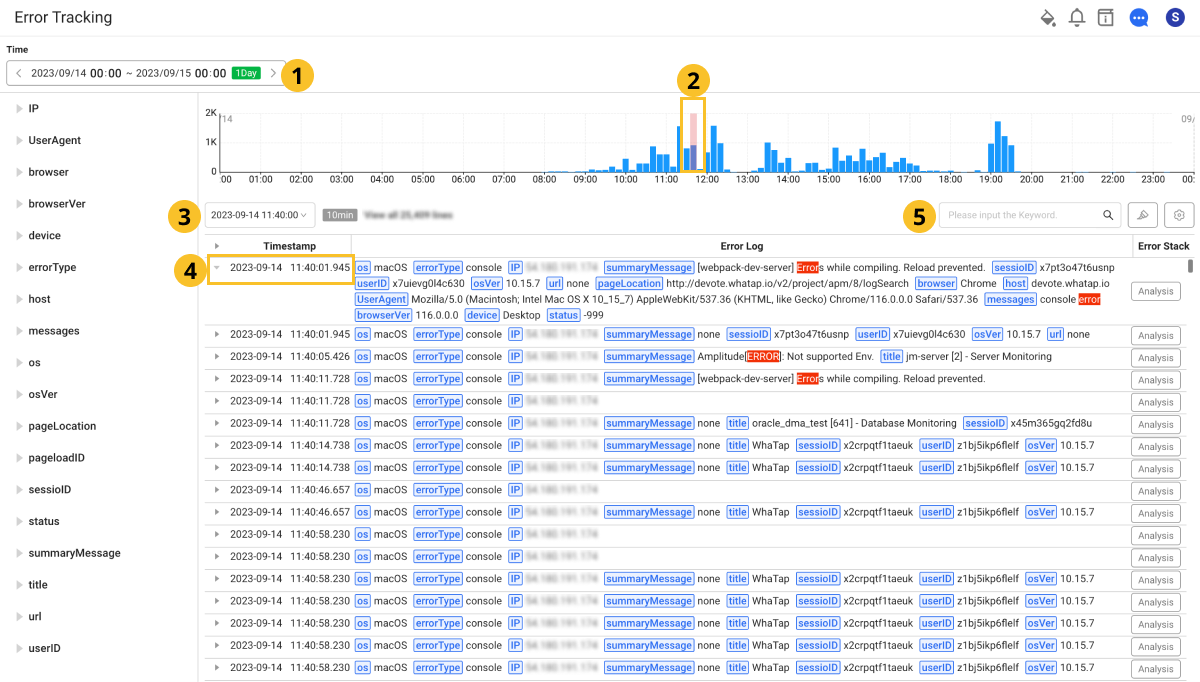 Error Tracking
S
Time
2023/09/14 00:00 ~ 2023/09/15 00:00 1Day
1
IP
UserAgent
browser
browserVer
device
errorType
host
messages
os
osVer
pageLocation
pageloadID
sessioID
status
summaryMessage
title
url
userID
2
2K
1K
0
14
09/
:00 01:00 02:00 03:00 04:00 05:00 06:00 07:00 08:00 09:00 10:00 11:00 12:00 13:00 14:00 15:00 16:00 17:00 18:00 19:00 20:00 21:00 22:00 23:00 00
3
2023-09-14 11:40:00 10min View all 25,409 lines
5
Please input the Keyword.
Timestamp Error Log Error Stack
4
2023-09-14 11:40:01.945 os macOS errorType console IP summaryMessage [webpack-dev-server] Errors while compiling. Reload prevented. sessioID x7pt3o47t6usnp
userID x7uievg0l4c630 osVer 10.15.7 url none pageLocation http://devote.whatap.io/v2/project/apm/8/logSearch browser Chrome host devote.whatap.io
UserAgent Mozilla/5.0 (Macintosh; Intel Mac OS X 10_15_7) AppleWebKit/537.36 (KHTML, like Gecko) Chrome/116.0.0.0 Safari/537.36 messages console error
browserVer 116.0.0.0 device Desktop status -999
Analysis
2023-09-14 11:40:01.945 os macOS errorType console IP summaryMessage none sessioID x7pt3o47t6usnp userID x7uievg0l4c630 osVer 10.15.7 url none Analysis
2023-09-14 11:40:05.426 os macOS errorType console IP summaryMessage Amplitude[ERROR]: Not supported Env. title jm-server [2] - Server Monitoring Analysis
2023-09-14 11:40:11.728 os macOS errorType console IP summaryMessage [webpack-dev-server] Errors while compiling. Reload prevented. Analysis
2023-09-14 11:40:11.728 os macOS errorType console IP Analysis
2023-09-14 11:40:11.728 os macOS errorType console IP summaryMessage none title oracle_dma_test [641] - Database Monitoring sessioID x45m365gq2fd8u Analysis
2023-09-14 11:40:14.738 os macOS errorType console IP summaryMessage none title WhaTap sessioID x2crpqtf1taeuk userID z1bj5ikp6flelf osVer 10.15.7 Analysis
2023-09-14 11:40:14.738 os macOS errorType console IP summaryMessage none title WhaTap sessioID x2crpqtf1taeuk userID z1bj5ikp6flelf osVer 10.15.7 Analysis
2023-09-14 11:40:46.657 os macOS errorType console IP Analysis
2023-09-14 11:40:46.657 os macOS errorType console IP summaryMessage none title WhaTap sessioID x2crpqtf1taeuk userID z1bj5ikp6flelf osVer 10.15.7 Analysis
2023-09-14 11:40:58.230 os macOS errorType console IP Analysis
2023-09-14 11:40:58.230 os macOS errorType console IP Analysis
2023-09-14 11:40:58.230 os macOS errorType console IP summaryMessage none title WhaTap sessioID x2crpqtf1taeuk userID z1bj5ikp6flelf osVer 10.15.7 Analysis
2023-09-14 11:40:58.230 os macOS errorType console IP summaryMessage none title WhaTap sessioID x2crpqtf1taeuk userID z1bj5ikp6flelf osVer 10.15.7 Analysis
2023-09-14 11:40:58.230 os macOS errorType console IP summaryMessage none title WhaTap sessioID x2crpqtf1taeuk userID z1bj5ikp6flelf osVer 10.15.7 Analysis
2023-09-14 11:40:58.230 os macOS errorType console IP summaryMessage none title WhaTap sessioID x2crpqtf1taeuk userID z1bj5ikp6flelf osVer 10.15.7 Analysis
2023-09-14 11:40:58.230 os macOS errorType console IP summaryMessage none title WhaTap sessioID x2crpqtf1taeuk userID z1bj5ikp6flelf osVer 10.15.7 Analysis